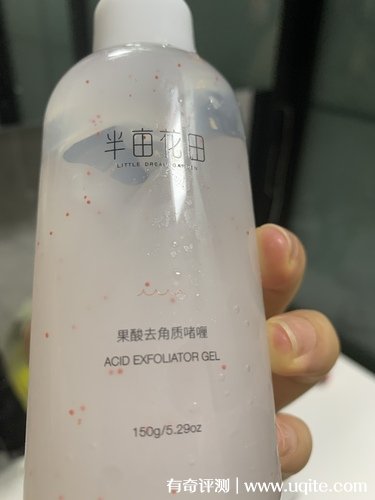 半亩花田
LITTLE DREAM GARDEN
果酸去角质啫喱
ACID EXFOLIATOR GEL
150g/5.29oz
有奇评测 | www.uqite.com